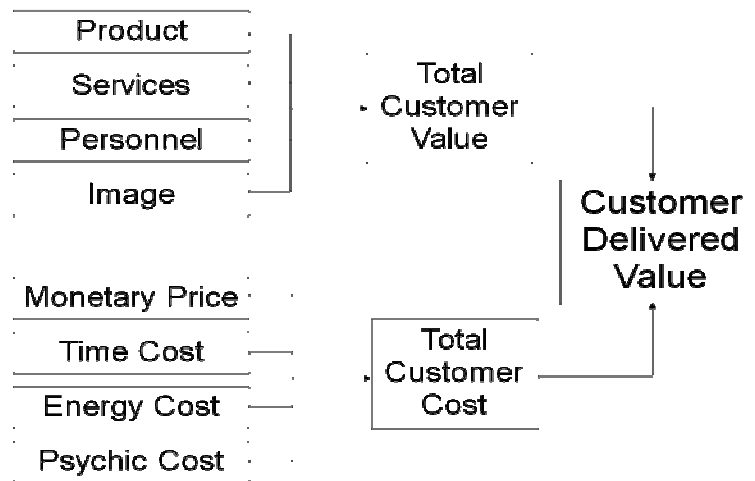 Product
Services
Personnel
Image
Total
Customer
Value
Customer
Delivered
Value
Monetary Price
Time Cost
Energy Cost
Psychic Cost
Total
Customer
Cost